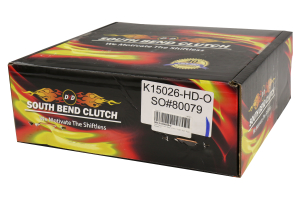 SOUTH BEND CLUTCH
We Motivate The Shiftless
SOUTH BEND CLUTCH
We Motivate The Shiftless
K15026-HD-O
SO#80079